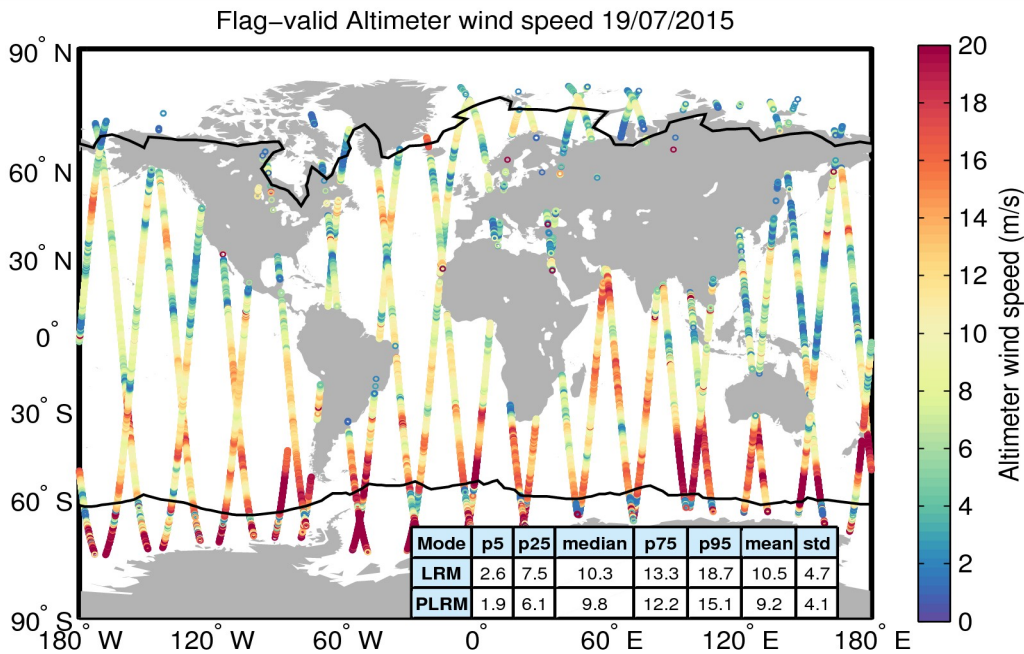 Flag−valid Altimeter wind speed 19/07/2015
90° N
60° N
30° N
0°
30° S
60° S
90° S
180° W
120° W
60° W
0°
60° E
120° E
180° E
Mode p5 p25 median p75 p95 mean std
LRM 2.6 7.5 10.3 13.3 18.7 10.5 4.7
PLRM 1.9 6.1 9.8 12.2 15.1 9.2 4.1
20
18
16
14
12
10
8
6
4
2
0
Altimeter wind speed (m/s)